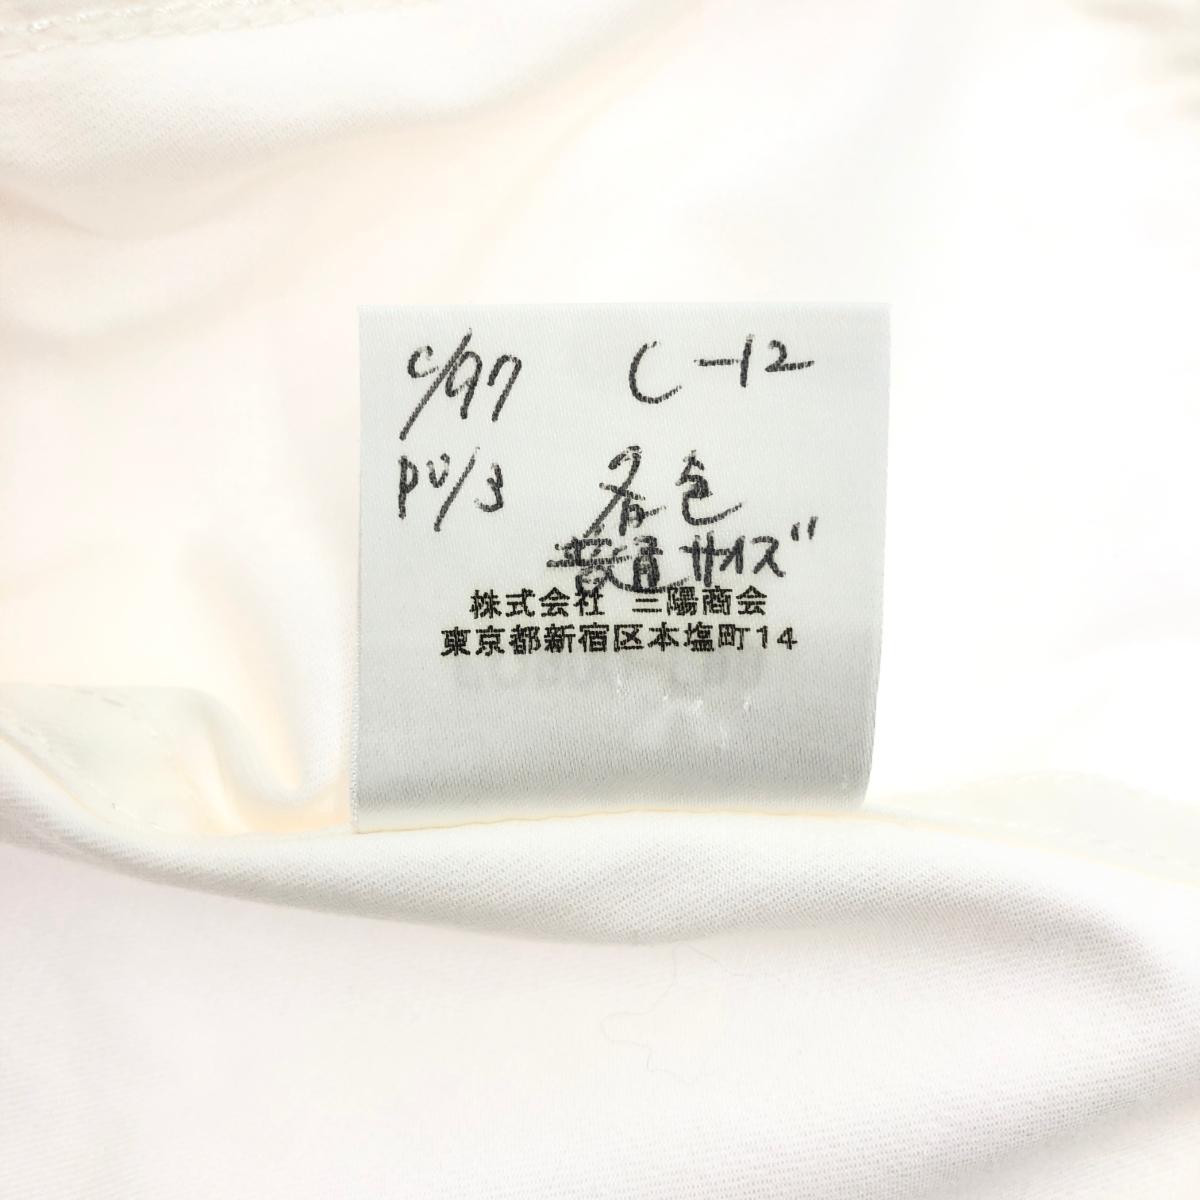 C/97 C-12
PU/3 各色
普通サイズ
株式会社 三陽商会
東京都新宿区本塩町14